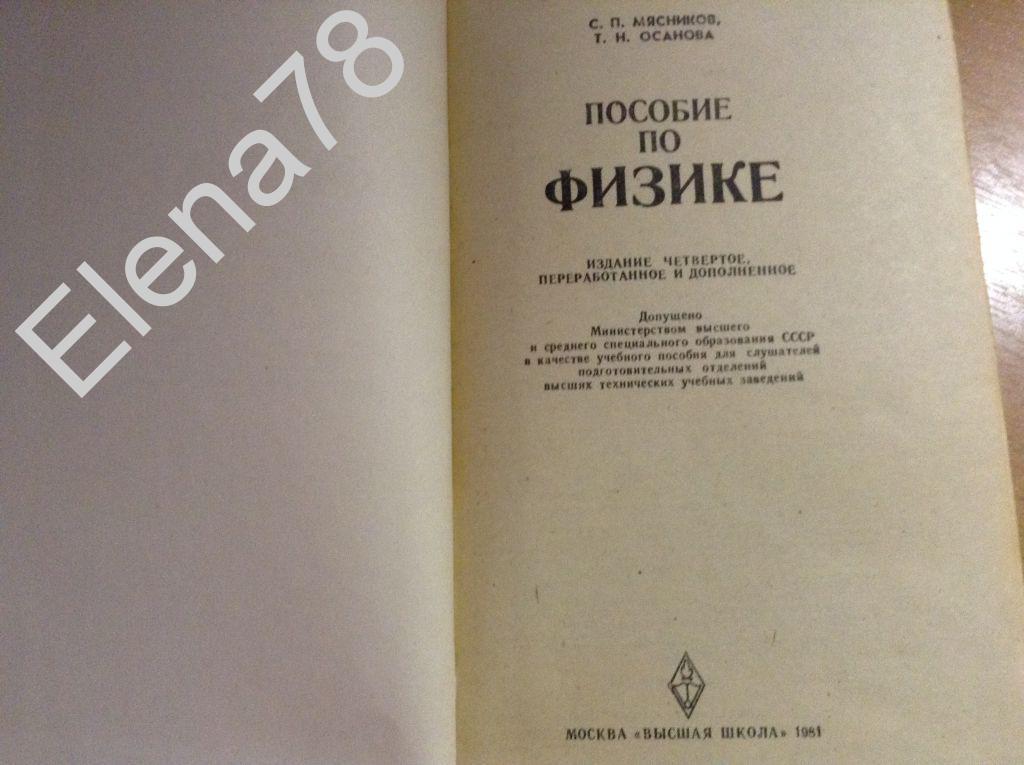 Elena78
С. П. МЯСНИКОВ,
Т. Н. ОСАНОВА
ПОСОБИЕ
ПО
ФИЗИКЕ
ИЗДАНИЕ ЧЕТВЕРТОЕ,
ПЕРЕРАБОТАННОЕ И ДОПОЛНЕННОЕ
Допущено
Министерством высшего
и среднего специального образования СССР
в качестве учебного пособия для слушателей
подготовительных отделений
высших технических учебных заведений
МОСКВА «ВЫСШАЯ ШКОЛА» 1981